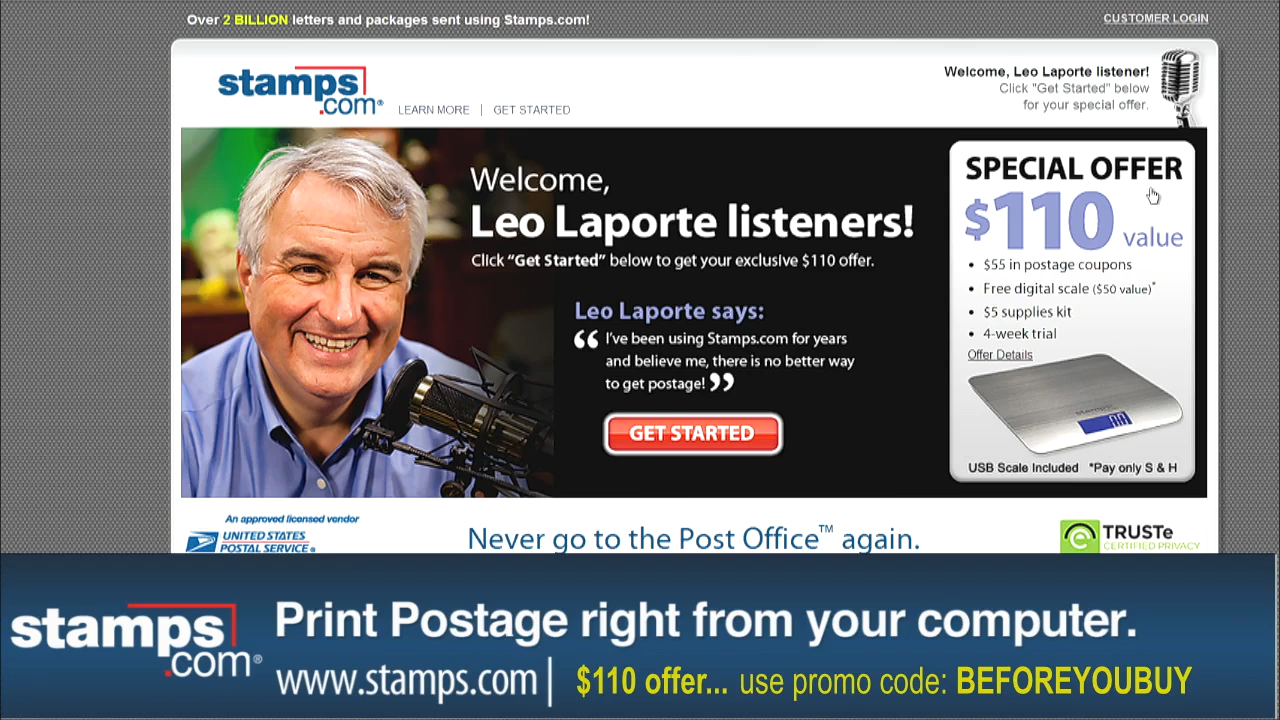 Over 2 BILLION letters and packages sent using Stamps.com!
CUSTOMER LOGIN
stamps
.com®
LEARN MORE | GET STARTED
Welcome, Leo Laporte listener!
Click "Get Started" below
for your special offer.
Welcome,
Leo Laporte listeners!
Click “Get Started” below to get your exclusive $110 offer.
Leo Laporte says:
“I’ve been using Stamps.com for years
and believe me, there is no better way
to get postage!”
GET STARTED
SPECIAL OFFER
$110 value
• $55 in postage coupons
• Free digital scale ($50 value)*
• $5 supplies kit
• 4-week trial
Offer Details
stamps
0.0
USB Scale Included *Pay only S & H
An approved licensed vendor
UNITED STATES
POSTAL SERVICE®
Never go to the Post Office™ again.
TRUSTe
CERTIFIED PRIVACY
stamps
.com®
Print Postage right from your computer.
www.stamps.com | $110 offer... use promo code: BEFOREYOUBUY